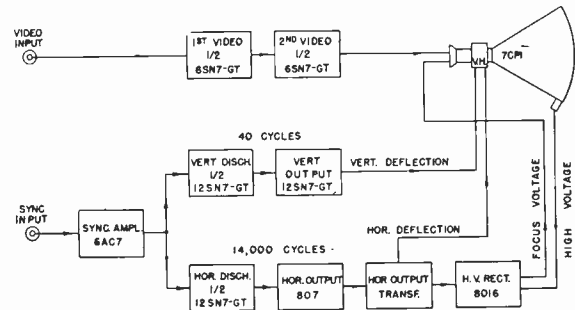 VIDEO
INPUT
1ST VIDEO
1/2
6SN7-GT
2ND VIDEO
1/2
6SN7-GT
V.H.
7CP1
40 CYCLES
VERT DISCH.
1/2
12SN7-GT
VERT
OUTPUT
12SN7-GT
VERT. DEFLECTION
SYNC
INPUT
SYNC. AMPL.
6AC7
HOR. DEFLECTION
FOCUS VOLTAGE
HIGH VOLTAGE
14,000 CYCLES
HOR. DISCH.
1/2
12SN7-GT
HOR. OUTPUT
807
HOR OUTPUT
TRANSF.
H.V. RECT.
8016